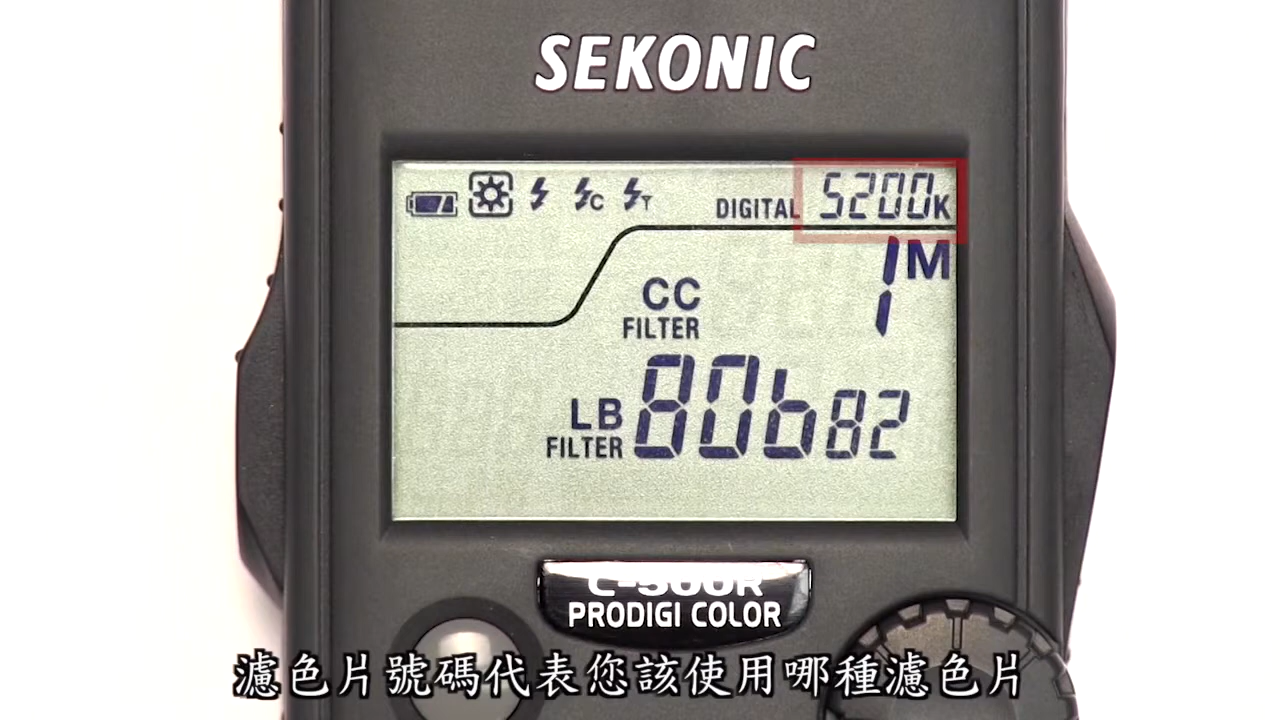 SEKONIC
DIGITAL 5200K
1M
CC
FILTER
LB
FILTER
80b82
C-500R
PRODIGI COLOR
濾色片號碼代表您該使用哪種濾色片